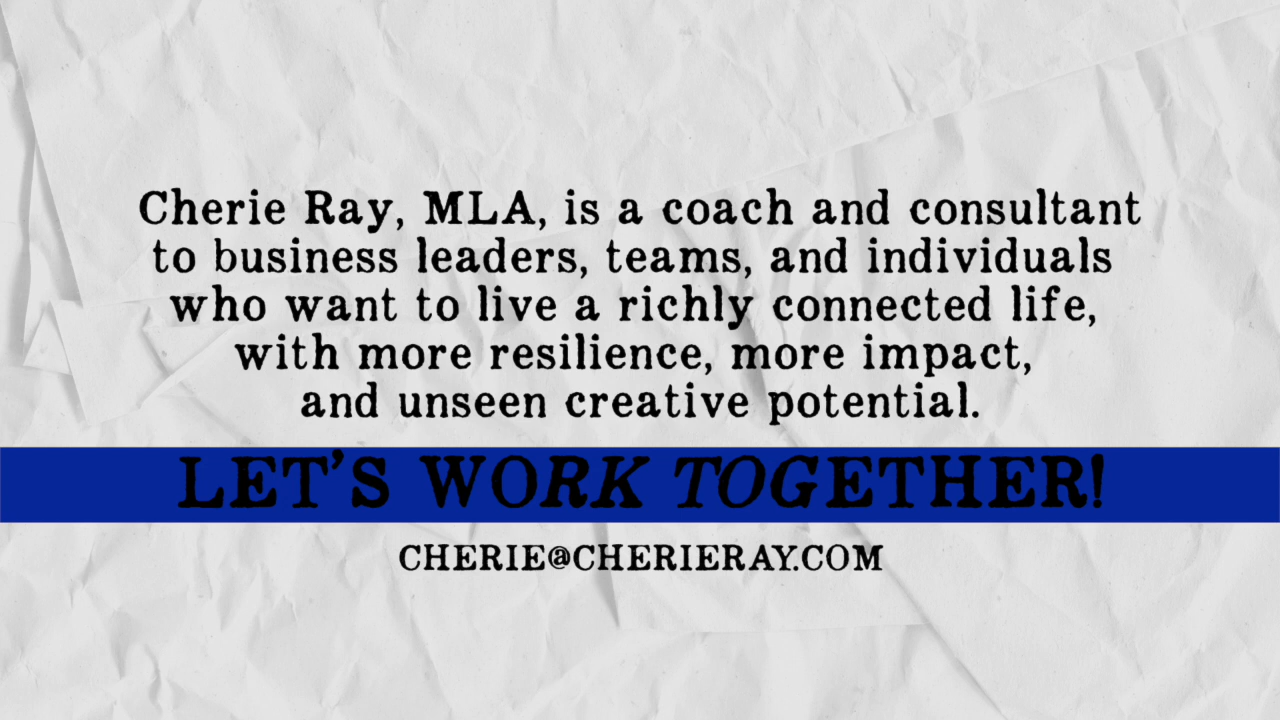 Cherie Ray, MLA, is a coach and consultant
to business leaders, teams, and individuals
who want to live a richly connected life,
with more resilience, more impact,
and unseen creative potential.
LET'S WORK TOGETHER!
CHERIE@CHERIERAY.COM